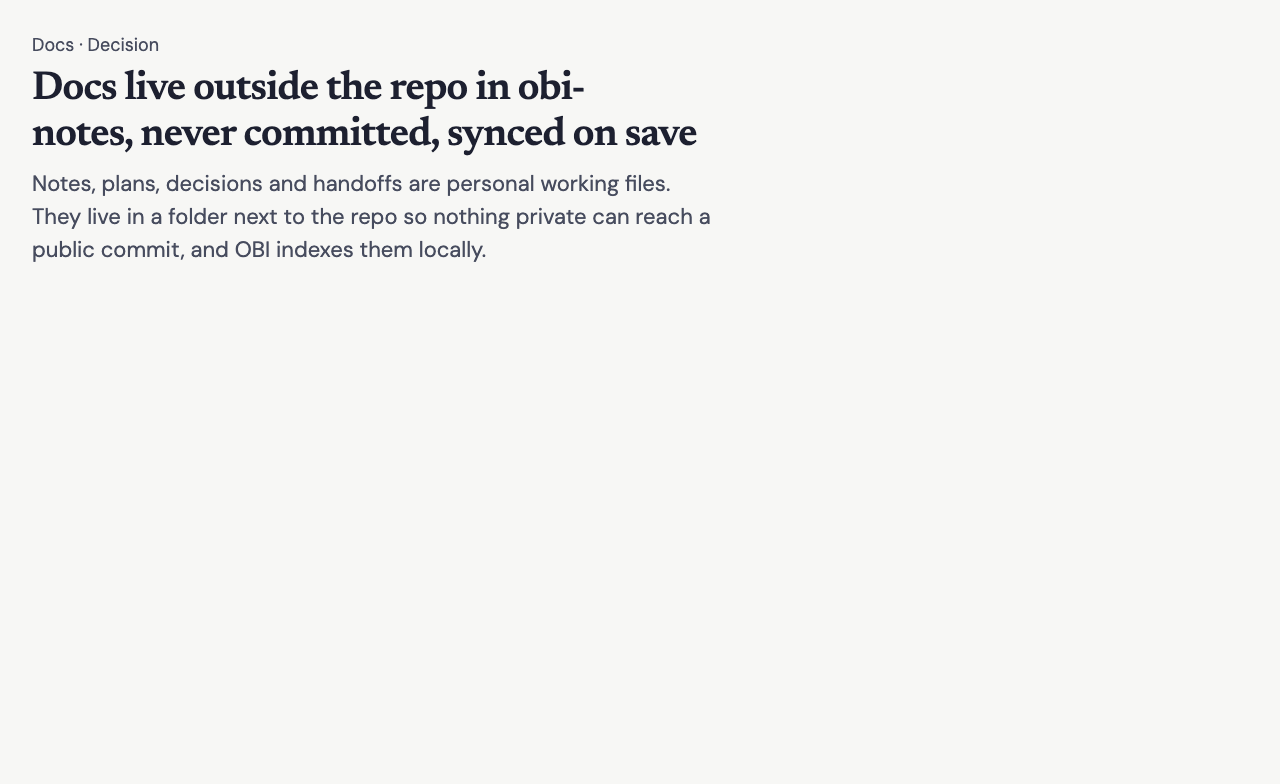 Docs · Decision
Docs live outside the repo in obi-
notes, never committed, synced on save
Notes, plans, decisions and handoffs are personal working files.
They live in a folder next to the repo so nothing private can reach a
public commit, and OBI indexes them locally.